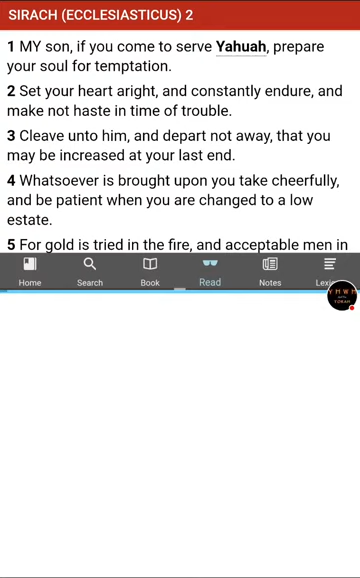 SIRACH (ECCLESIASTICUS) 2
1 MY son, if you come to serve Yahuah, prepare
your soul for temptation.
2 Set your heart aright, and constantly endure, and
make not haste in time of trouble.
3 Cleave unto him, and depart not away, that you
may be increased at your last end.
4 Whatsoever is brought upon you take cheerfully,
and be patient when you are changed to a low
estate.
5 For gold is tried in the fire, and acceptable men in
Home Search Book Read Notes
Y M W M
TORAH